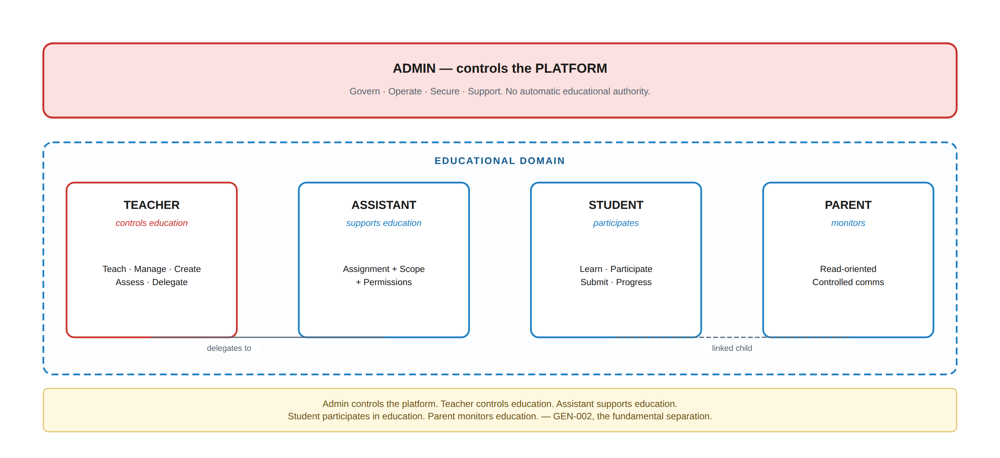 ADMIN — controls the PLATFORM
Govern · Operate · Secure · Support. No automatic educational authority.
EDUCATIONAL DOMAIN
TEACHER
controls education
Teach · Manage · Create
Assess · Delegate
ASSISTANT
supports education
Assignment + Scope
+ Permissions
STUDENT
participates
Learn · Participate
Submit · Progress
PARENT
monitors
Read-oriented
Controlled comms
delegates to
linked child
Admin controls the platform. Teacher controls education. Assistant supports education.
Student participates in education. Parent monitors education. — GEN-002, the fundamental separation.